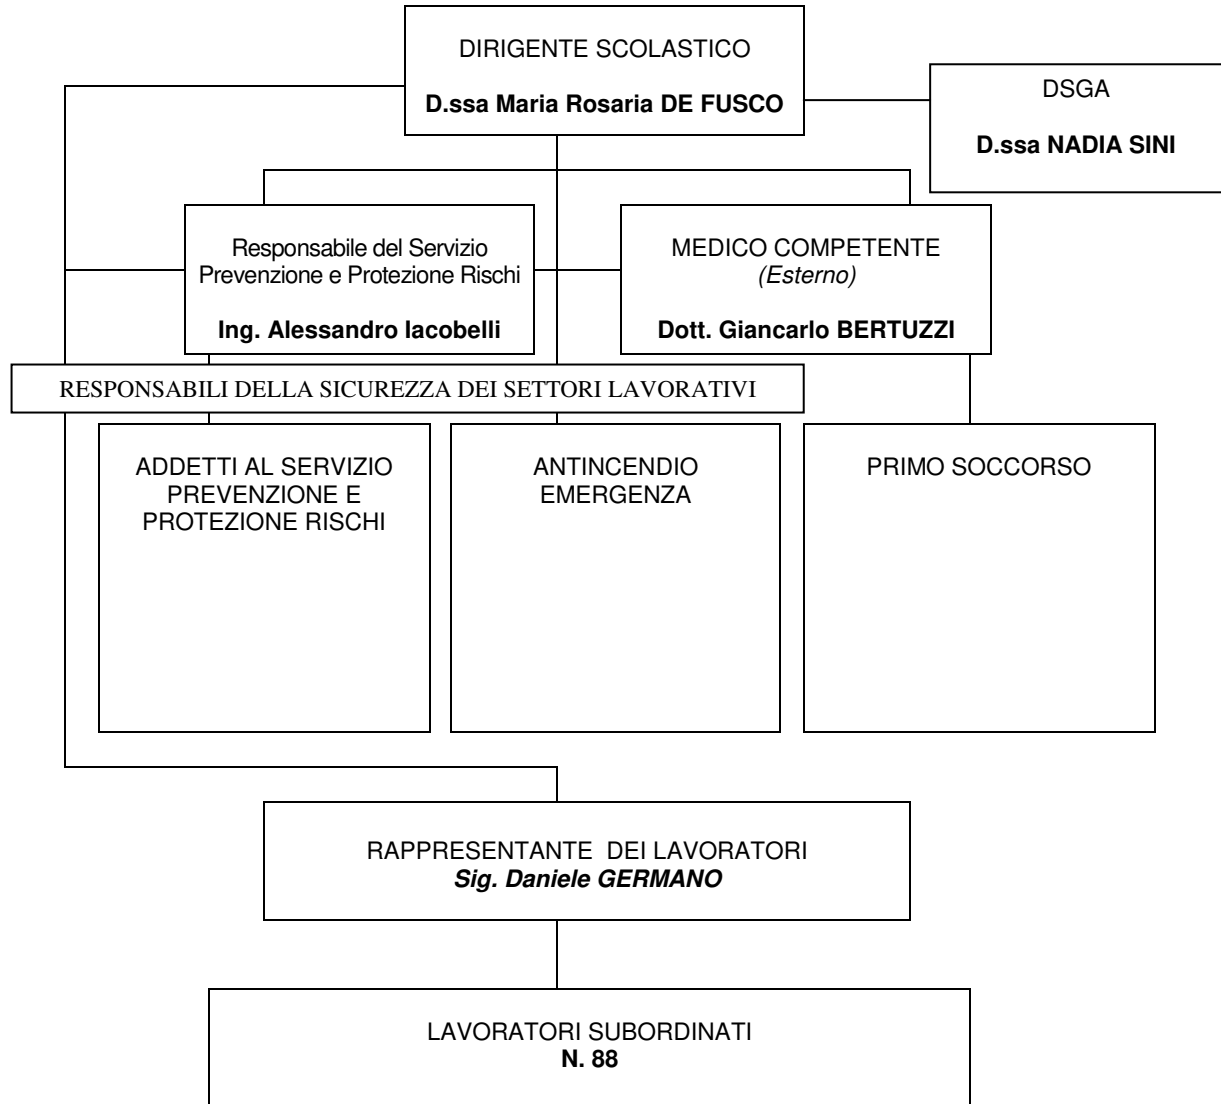 DIRIGENTE SCOLASTICO
D.ssa Maria Rosaria DE FUSCO
DSGA
D.ssa NADIA SINI
Responsabile del Servizio
Prevenzione e Protezione Rischi
Ing. Alessandro Iacobelli
MEDICO COMPETENTE
(Esterno)
Dott. Giancarlo BERTUZZI
RESPONSABILI DELLA SICUREZZA DEI SETTORI LAVORATIVI
ADDETTI AL SERVIZIO
PREVENZIONE E
PROTEZIONE RISCHI
ANTINCENDIO
EMERGENZA
PRIMO SOCCORSO
RAPPRESENTANTE DEI LAVORATORI
Sig. Daniele GERMANO
LAVORATORI SUBORDINATI
N. 88